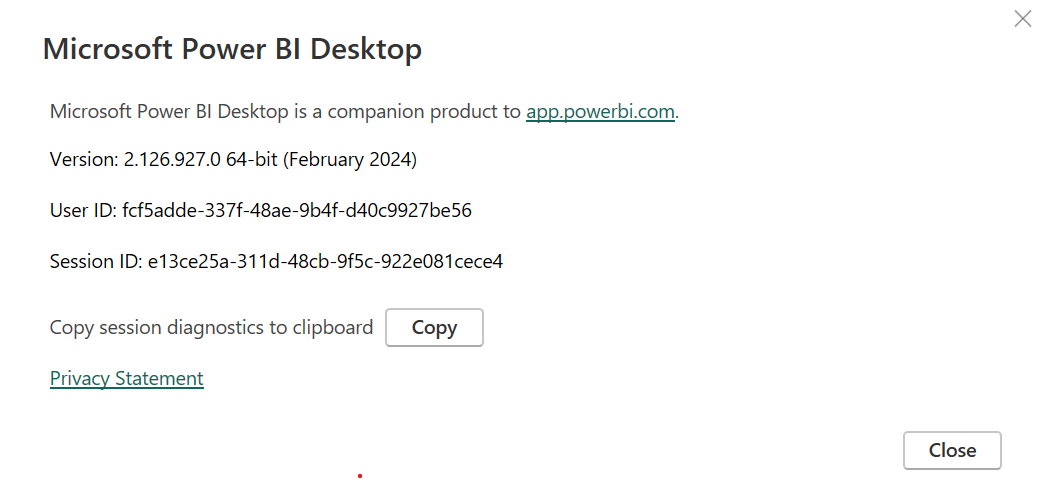 Microsoft Power BI Desktop
Microsoft Power BI Desktop is a companion product to app.powerbi.com.
Version: 2.126.927.0 64-bit (February 2024)
User ID: fcf5adde-337f-48ae-9b4f-d40c9927be56
Session ID: e13ce25a-311d-48cb-9f5c-922e081cece4
Copy session diagnostics to clipboard Copy
Privacy Statement
Close